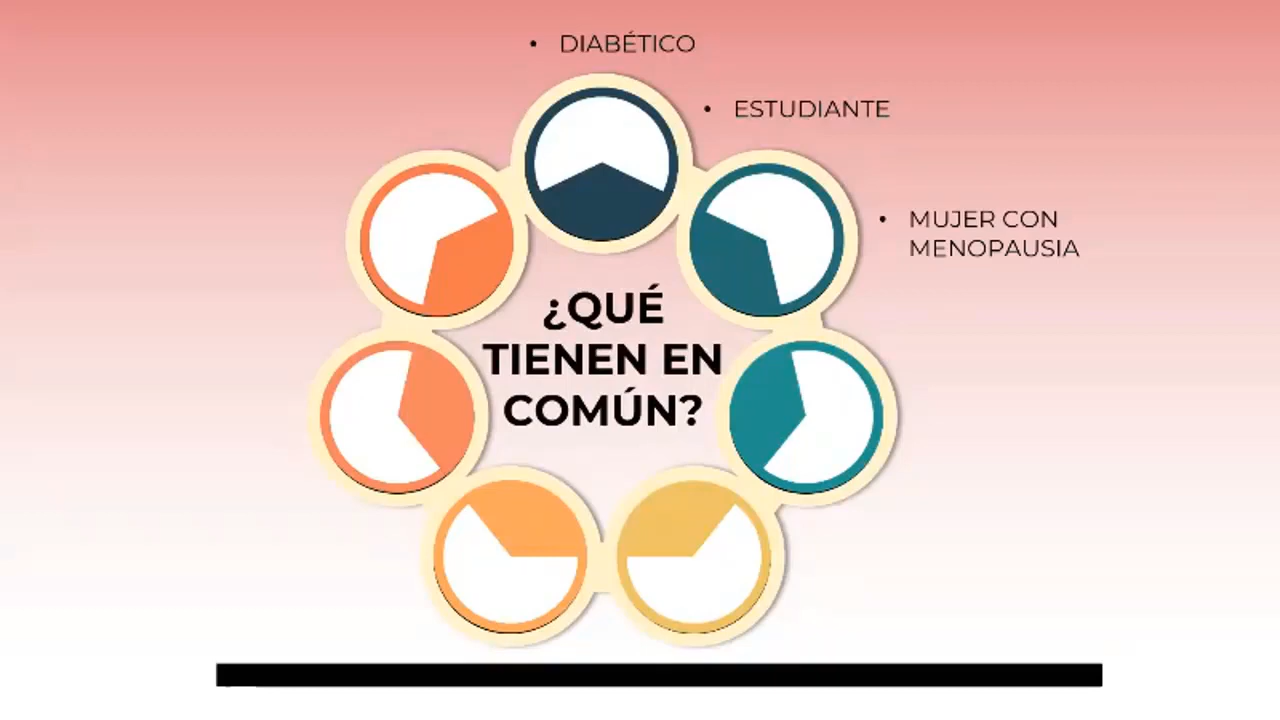 • DIABÉTICO
• ESTUDIANTE
• MUJER CON
MENOPAUSIA
¿QUÉ
TIENEN EN
COMÚN?